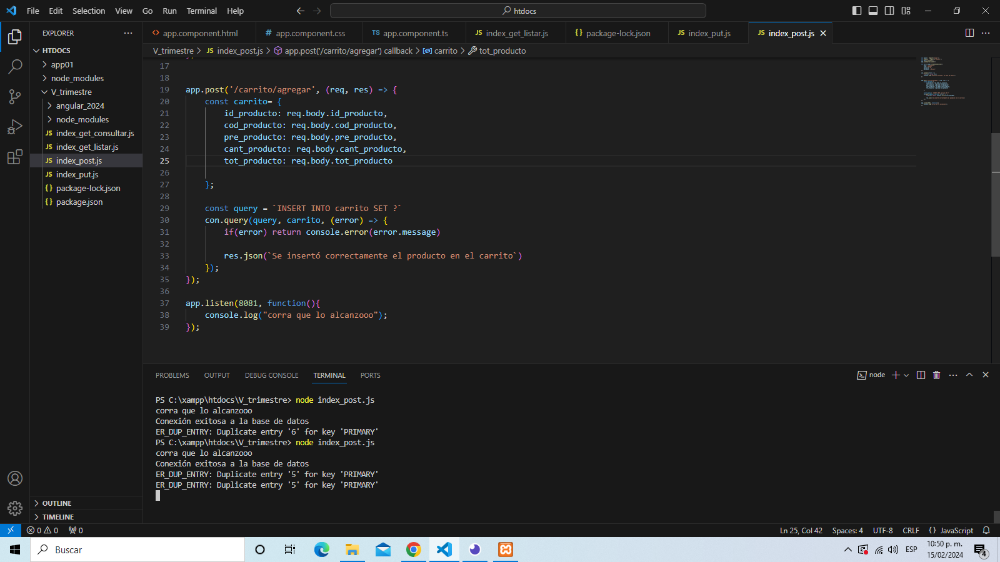 File Edit Selection View Go Run Terminal Help
htdocs
EXPLORER
HTDOCS
app01
node_modules
V_trimestre
angular_2024
node_modules
JS index_get_consultar.js
JS index_get_listar.js
JS index_post.js
JS index_put.js
{} package-lock.json
{} package.json
OUTLINE
TIMELINE
<> app.component.html
# app.component.css
TS app.component.ts
JS index_get_listar.js
{} package-lock.json
JS index_put.js
JS index_post.js
V_trimestre > JS index_post.js > app.post('/carrito/agregar') callback > carrito > tot_producto
17
18
19 app.post('/carrito/agregar', (req, res) => {
20 const carrito= {
21 id_producto: req.body.id_producto,
22 cod_producto: req.body.cod_producto,
23 pre_producto: req.body.pre_producto,
24 cant_producto: req.body.cant_producto,
25 tot_producto: req.body.tot_producto
26
27 };
28
29 const query = `INSERT INTO carrito SET ?`
30 con.query(query, carrito, (error) => {
31 if(error) return console.error(error.message)
32
33 res.json(`Se insertó correctamente el producto en el carrito`)
34 });
35 });
36
37 app.listen(8081, function(){
38 console.log("corra que lo alcanzooo");
39 });
PROBLEMS OUTPUT DEBUG CONSOLE TERMINAL PORTS
node
PS C:\xampp\htdocs\V_trimestre> node index_post.js
corra que lo alcanzooo
Conexión exitosa a la base de datos
ER_DUP_ENTRY: Duplicate entry '6' for key 'PRIMARY'
PS C:\xampp\htdocs\V_trimestre> node index_post.js
corra que lo alcanzooo
Conexión exitosa a la base de datos
ER_DUP_ENTRY: Duplicate entry '5' for key 'PRIMARY'
ER_DUP_ENTRY: Duplicate entry '5' for key 'PRIMARY'
0 0 0
Ln 25, Col 42 Spaces: 4 UTF-8 CRLF {} JavaScript
Buscar
ESP
10:50 p. m.
15/02/2024
4